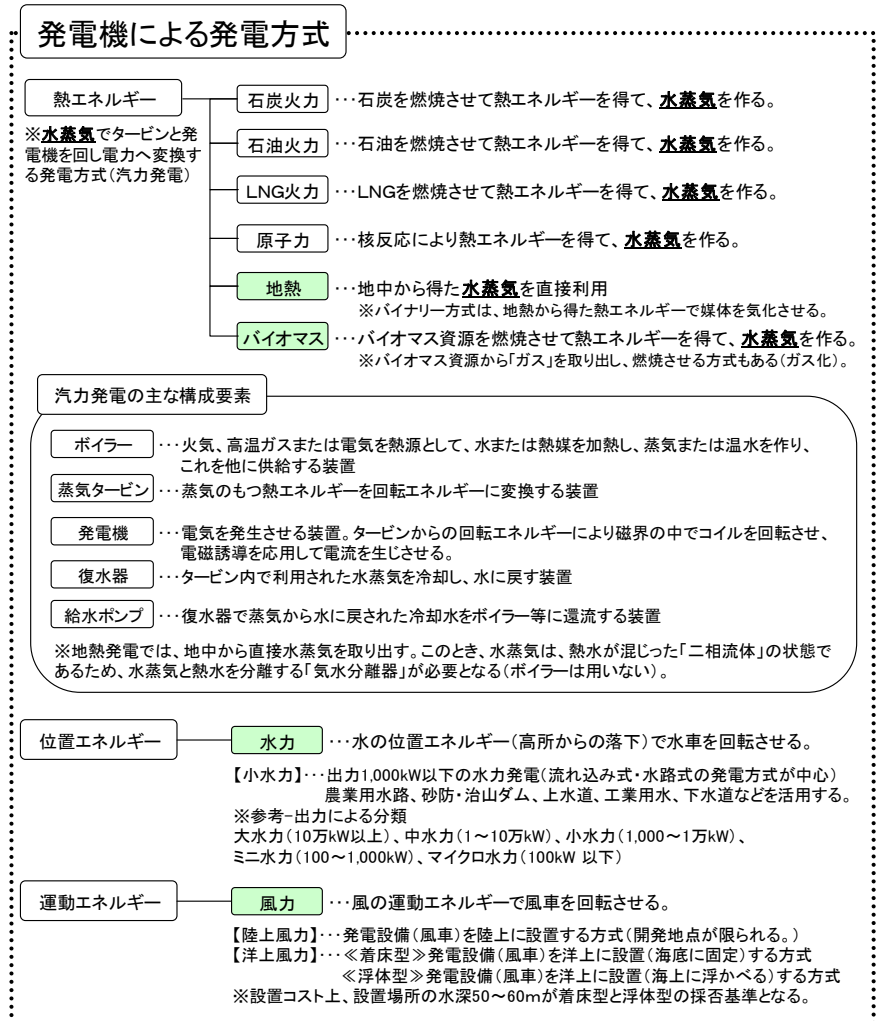 発電機による発電方式
熱エネルギー
※水蒸気でタービンと発
電機を回し電力へ変換す
る発電方式(汽力発電)
石炭火力 ･･･石炭を燃焼させて熱エネルギーを得て、水蒸気を作る。
石油火力 ･･･石油を燃焼させて熱エネルギーを得て、水蒸気を作る。
LNG火力 ･･･LNGを燃焼させて熱エネルギーを得て、水蒸気を作る。
原子力 ･･･核反応により熱エネルギーを得て、水蒸気を作る。
地熱 ･･･地中から得た水蒸気を直接利用
※バイナリー方式は、地熱から得た熱エネルギーで媒体を気化させる。
バイオマス ･･･バイオマス資源を燃焼させて熱エネルギーを得て、水蒸気を作る。
※バイオマス資源から「ガス」を取り出し、燃焼させる方式もある(ガス化)。
汽力発電の主な構成要素
ボイラー ･･･火気、高温ガスまたは電気を熱源として、水または熱媒を加熱し、蒸気または温水を作り、
これを他に供給する装置
蒸気タービン ･･･蒸気のもつ熱エネルギーを回転エネルギーに変換する装置
発電機 ･･･電気を発生させる装置。タービンからの回転エネルギーにより磁界の中でコイルを回転させ、
電磁誘導を応用して電流を生じさせる。
復水器 ･･･タービン内で利用された水蒸気を冷却し、水に戻す装置
給水ポンプ ･･･復水器で蒸気から水に戻された冷却水をボイラー等に還流する装置
※地熱発電では、地中から直接水蒸気を取り出す。このとき、水蒸気は、熱水が混じった「二相流体」の状態で
あるため、水蒸気と熱水を分離する「気水分離器」が必要となる(ボイラーは用いない)。
位置エネルギー 水力 ･･･水の位置エネルギー(高所からの落下)で水車を回転させる。
【小水力】･･･出力1,000kW以下の水力発電(流れ込み式・水路式の発電方式が中心)
農業用水路、砂防・治山ダム、上水道、工業用水、下水道などを活用する。
※参考-出力による分類
大水力(10万kW以上)、中水力(1～10万kW)、小水力(1,000～1万kW)、
ミニ水力(100～1,000kW)、マイクロ水力(100kW 以下)
運動エネルギー 風力 ･･･風の運動エネルギーで風車を回転させる。
【陸上風力】･･･発電設備(風車)を陸上に設置する方式(開発地点が限られる。)
【洋上風力】･･･≪着床型≫発電設備(風車)を洋上に設置(海底に固定)する方式
≪浮体型≫発電設備(風車)を洋上に設置(海上に浮かべる)する方式
※設置コスト上、設置場所の水深50～60mが着床型と浮体型の採否基準となる。